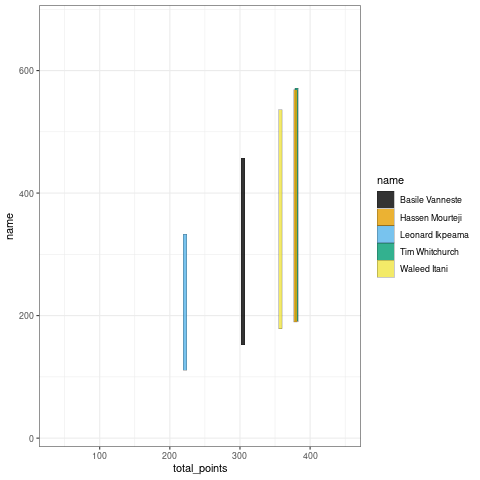 600
400
200
0
name
100
200
300
400
total_points
name
Basile Vanneste
Hassen Mourteji
Leonard Ikpeama
Tim Whitchurch
Waleed Itani